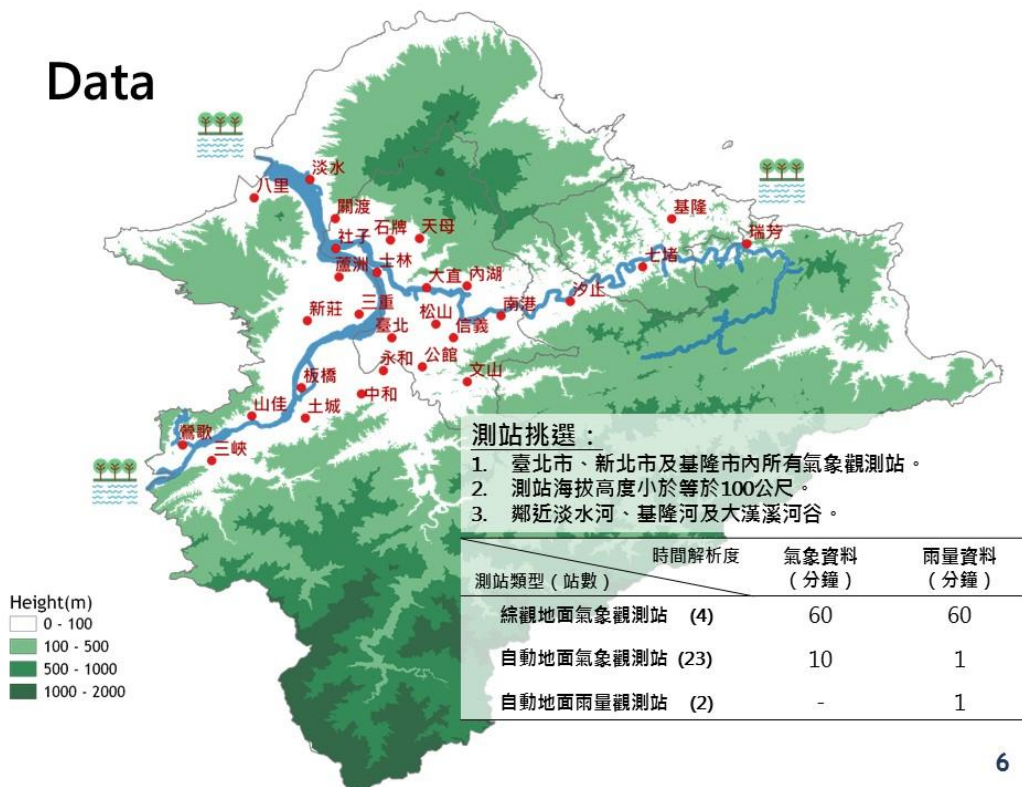 Data
淡水
八里
關渡
基隆
石牌
天母
社子
瑞芳
士林
七堵
蘆洲
大直
內湖
汐止
三重
松山
南港
新莊
臺北
信義
永和
公館
板橋
文山
中和
山佳
土城
鶯歌
三峽
測站挑選：
1. 臺北市、新北市及基隆市內所有氣象觀測站。
2. 測站海拔高度小於等於100公尺。
3. 鄰近淡水河、基隆河及大漢溪河谷。
時間解析度 氣象資料 雨量資料
測站類型（站數） （分鐘） （分鐘）
綜觀地面氣象觀測站 (4) 60 60
自動地面氣象觀測站 (23) 10 1
自動地面雨量觀測站 (2) - 1
Height(m)
0 - 100
100 - 500
500 - 1000
1000 - 2000
6